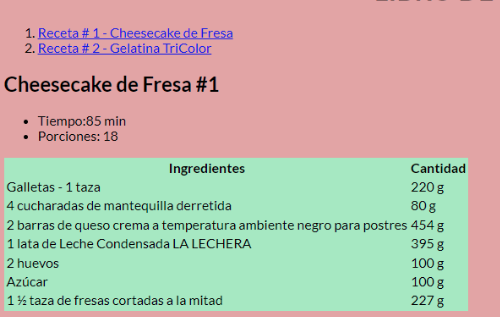 1. Receta # 1 - Cheesecake de Fresa
2. Receta # 2 - Gelatina TriColor
Cheesecake de Fresa #1
• Tiempo:85 min
• Porciones: 18
Ingredientes Cantidad
Galletas - 1 taza 220 g
4 cucharadas de mantequilla derretida 80 g
2 barras de queso crema a temperatura ambiente negro para postres 454 g
1 lata de Leche Condensada LA LECHERA 395 g
2 huevos 100 g
Azúcar 100 g
1 ½ taza de fresas cortadas a la mitad 227 g